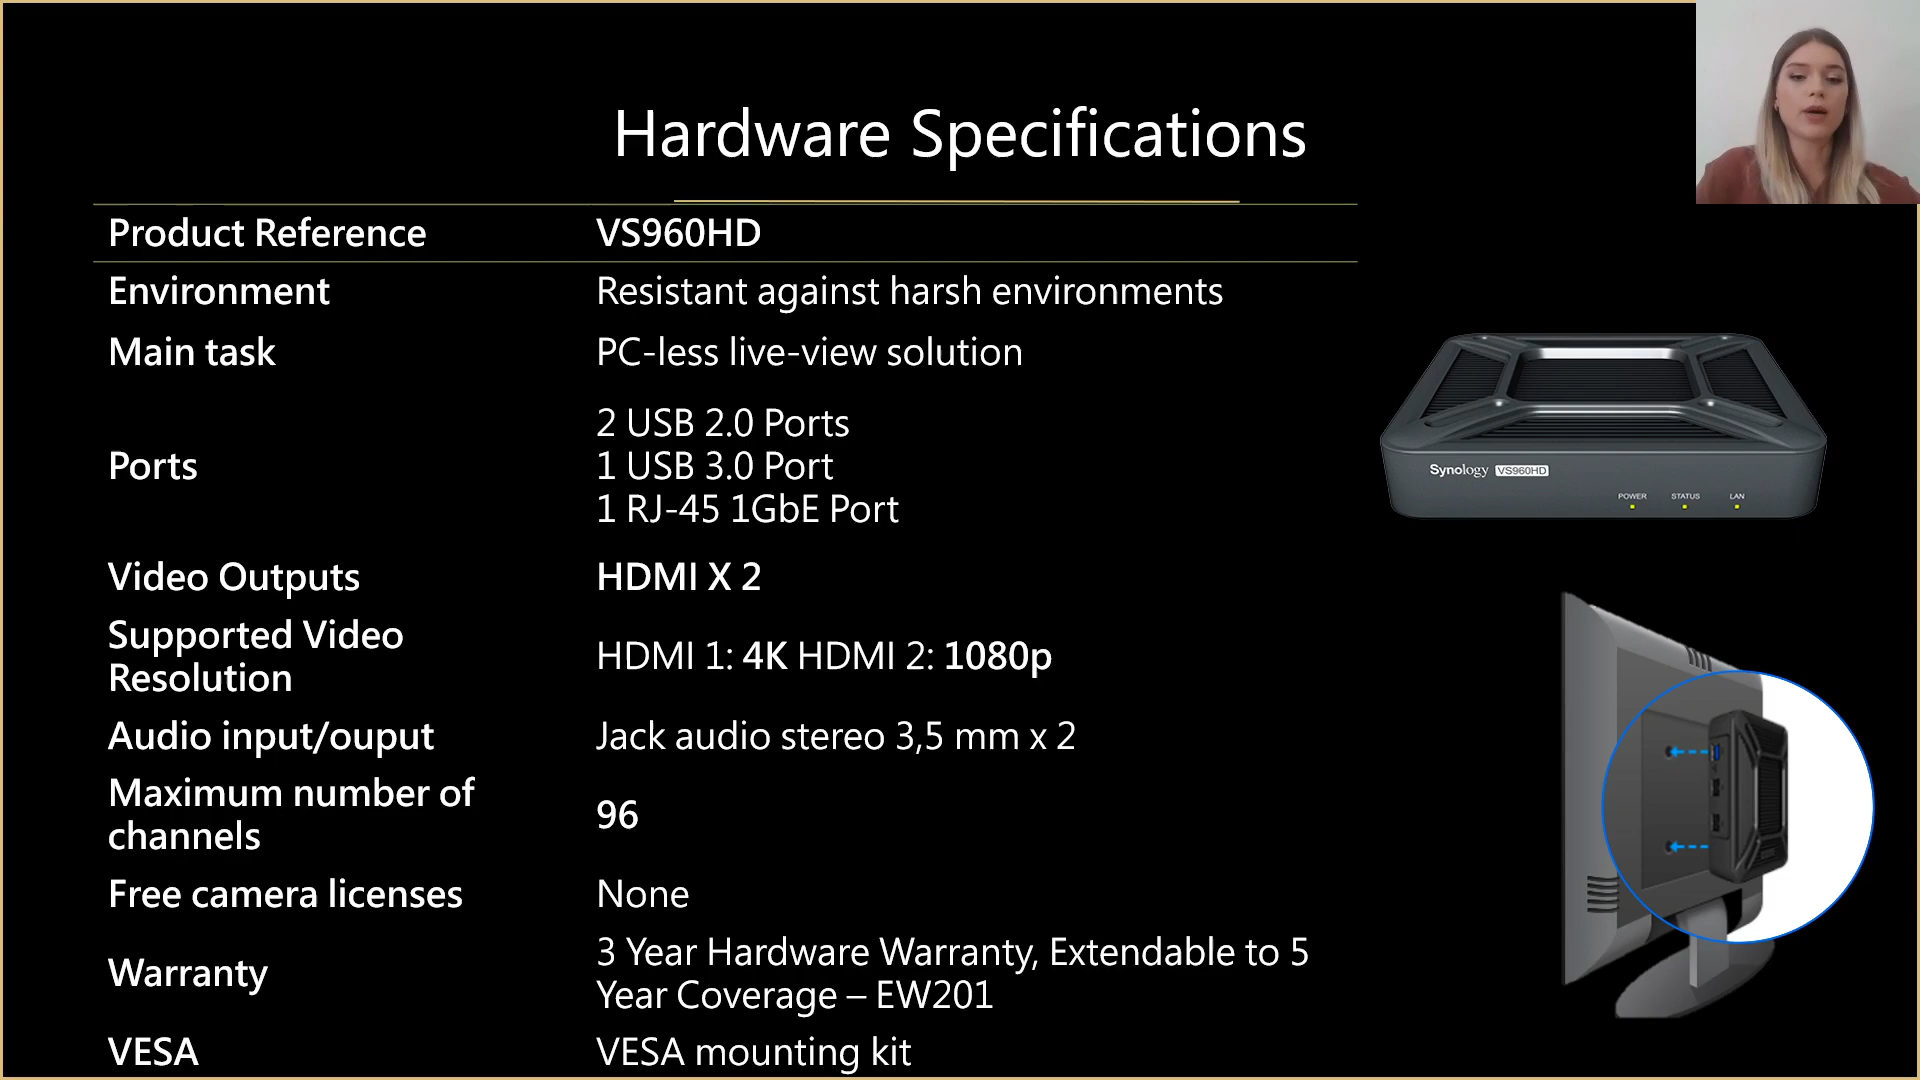 Hardware Specifications
Product Reference VS960HD
Environment Resistant against harsh environments
Main task PC-less live-view solution
Ports
2 USB 2.0 Ports
1 USB 3.0 Port
1 RJ-45 1GbE Port
Video Outputs HDMI X 2
Supported Video
Resolution
HDMI 1: 4K HDMI 2: 1080p
Audio input/ouput Jack audio stereo 3,5 mm x 2
Maximum number of
channels
96
Free camera licenses None
Warranty
3 Year Hardware Warranty, Extendable to 5
Year Coverage – EW201
VESA VESA mounting kit
Synology VS960HD
POWER STATUS LAN